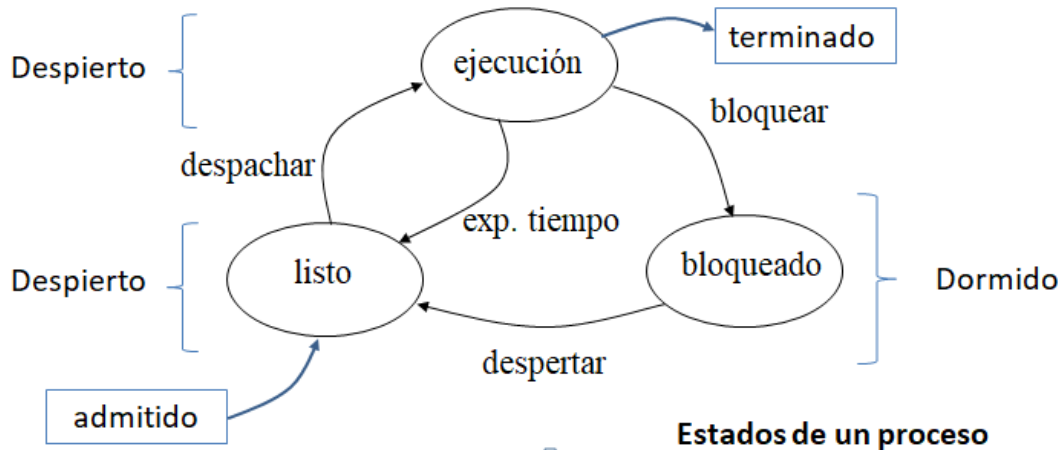 ejecución
terminado
Despierto
bloquear
despachar
exp. tiempo
listo
bloqueado
Despierto
Dormido
despertar
admitido
Estados de un proceso